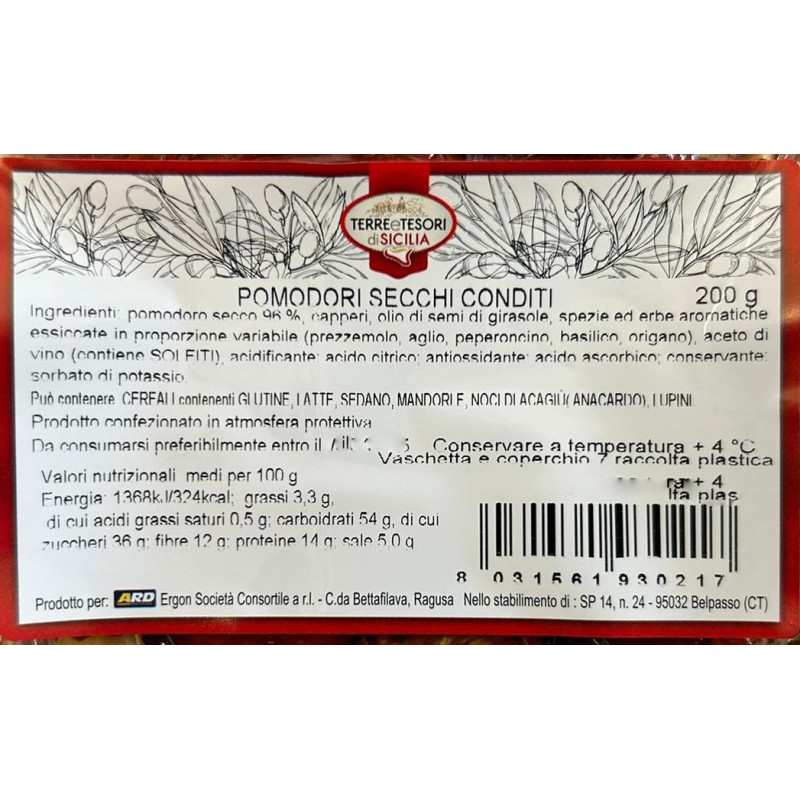 TERRE e TESORI
di SICILIA
POMODORI SECCHI CONDITI 200 g
Ingredienti: pomodoro secco 96 %, capperi, olio di semi di girasole, spezie ed erbe aromatiche
essiccate in proporzione variabile (prezzemolo, aglio, peperoncino, basilico, origano), aceto di
vino (contiene SOLFITI), acidificante: acido citrico; antiossidante: acido ascorbico; conservante:
sorbato di potassio.
Può contenere CEREALI contenenti GLUTINE, LATTE, SEDANO, MANDORLE, NOCI DI ACAGIÙ( ANACARDO), LUPINI.
Prodotto confezionato in atmosfera protettiva
Da consumarsi preferibilmente entro il Conservare a temperatura + 4 °C
Vaschetta e coperchio 7 raccolta plastica
Valori nutrizionali medi per 100 g
+ 4
Energia: 1368kJ/324kcal; grassi 3,3 g,
lta plas
di cui acidi grassi saturi 0,5 g; carboidrati 54 g, di cui
zuccheri 36 g; fibre 12 g; proteine 14 g; sale 5,0 g
8 031561 930217
Prodotto per: ARD Ergon Società Consortile a r.l. - C.da Bettafilava, Ragusa Nello stabilimento di : SP 14, n. 24 - 95032 Belpasso (CT)